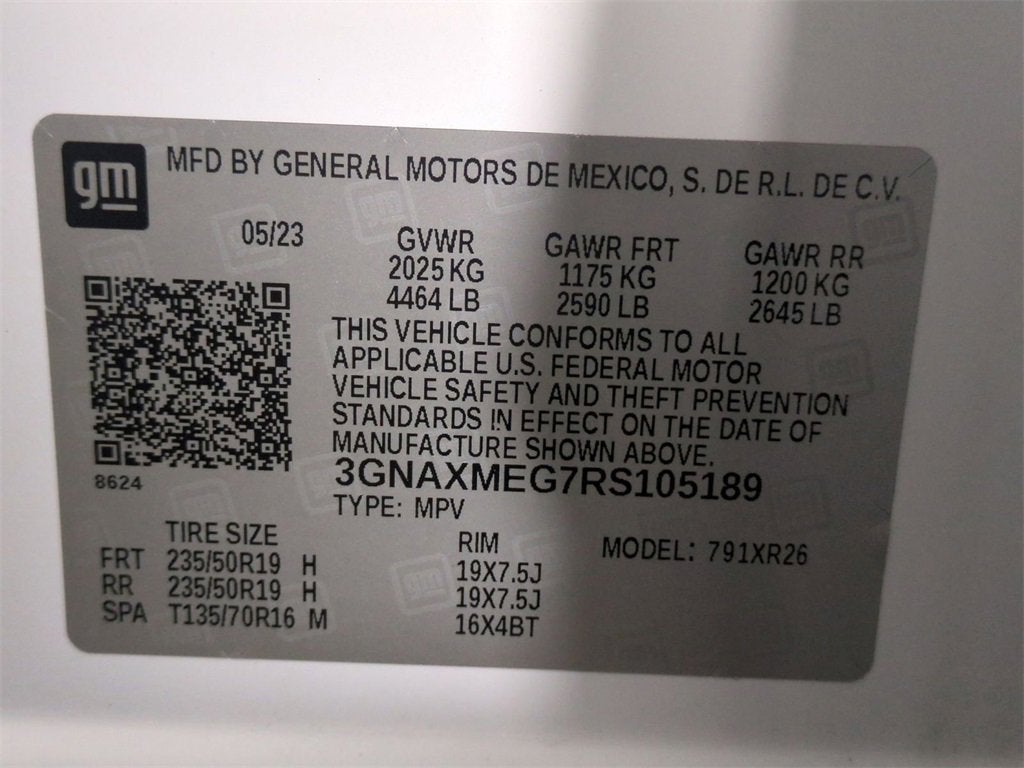 gm
MFD BY GENERAL MOTORS DE MEXICO, S. DE R.L. DE C.V.
05/23 GVWR GAWR FRT GAWR RR
2025 KG 1175 KG 1200 KG
4464 LB 2590 LB 2645 LB
THIS VEHICLE CONFORMS TO ALL
APPLICABLE U.S. FEDERAL MOTOR
VEHICLE SAFETY AND THEFT PREVENTION
STANDARDS IN EFFECT ON THE DATE OF
MANUFACTURE SHOWN ABOVE.
8624
3GNAXMEG7RS105189
TYPE: MPV
TIRE SIZE RIM MODEL: 791XR26
FRT 235/50R19 H 19X7.5J
RR 235/50R19 H 19X7.5J
SPA T135/70R16 M 16X4BT